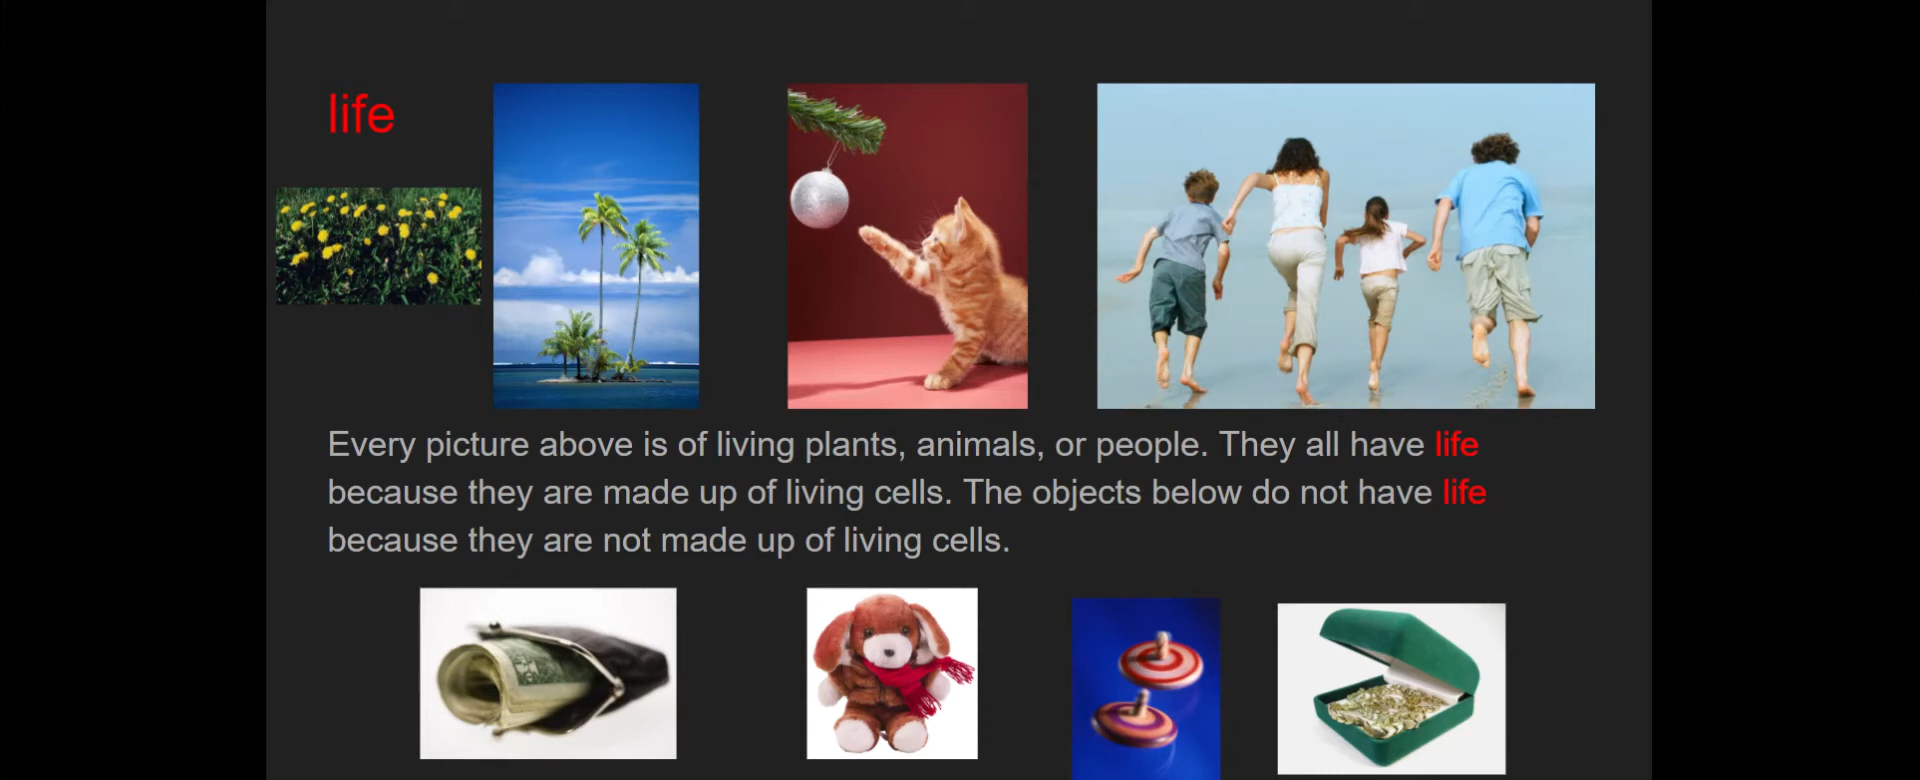 life
Every picture above is of living plants, animals, or people. They all have life
because they are made up of living cells. The objects below do not have life
because they are not made up of living cells.